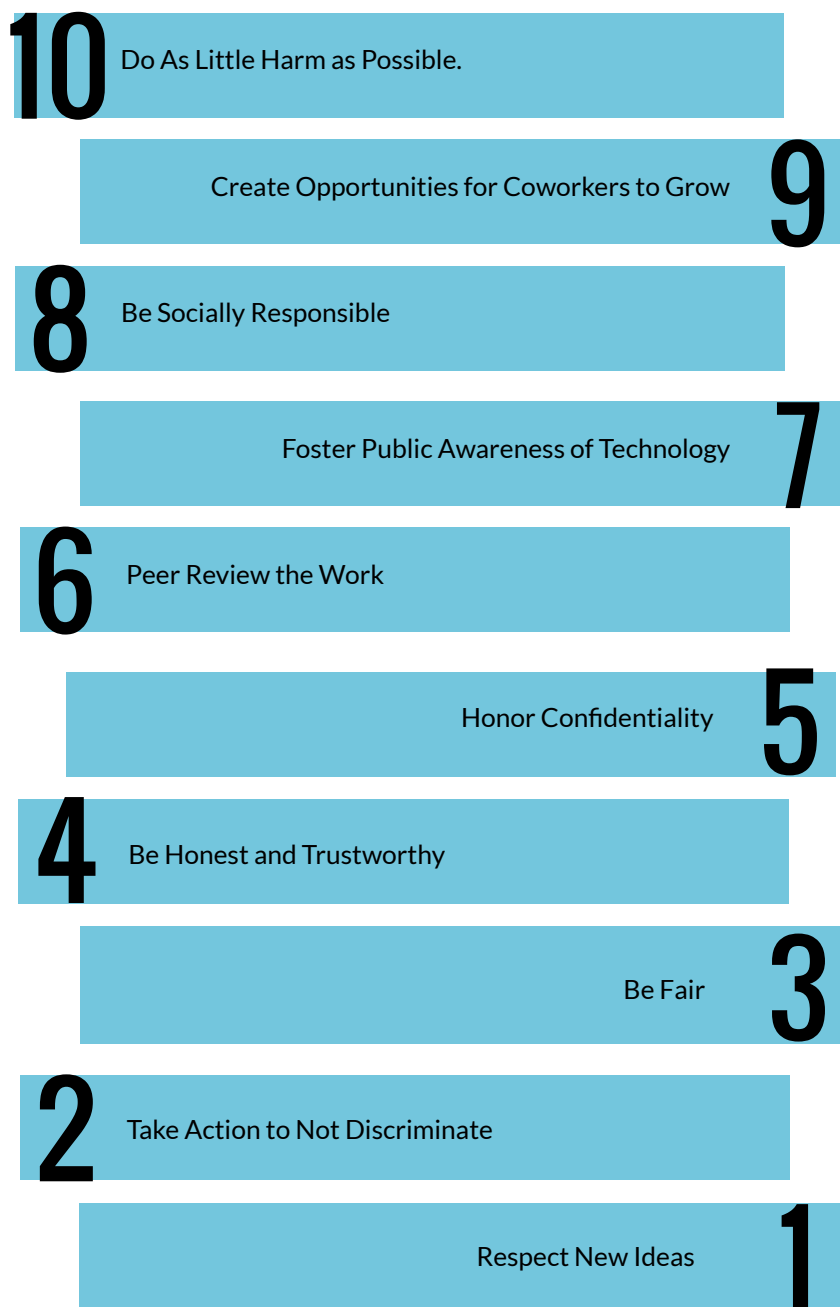 10 Do As Little Harm as Possible.
Create Opportunities for Coworkers to Grow 9
8 Be Socially Responsible
Foster Public Awareness of Technology 7
6 Peer Review the Work
Honor Confidentiality 5
4 Be Honest and Trustworthy
Be Fair 3
2 Take Action to Not Discriminate
Respect New Ideas 1